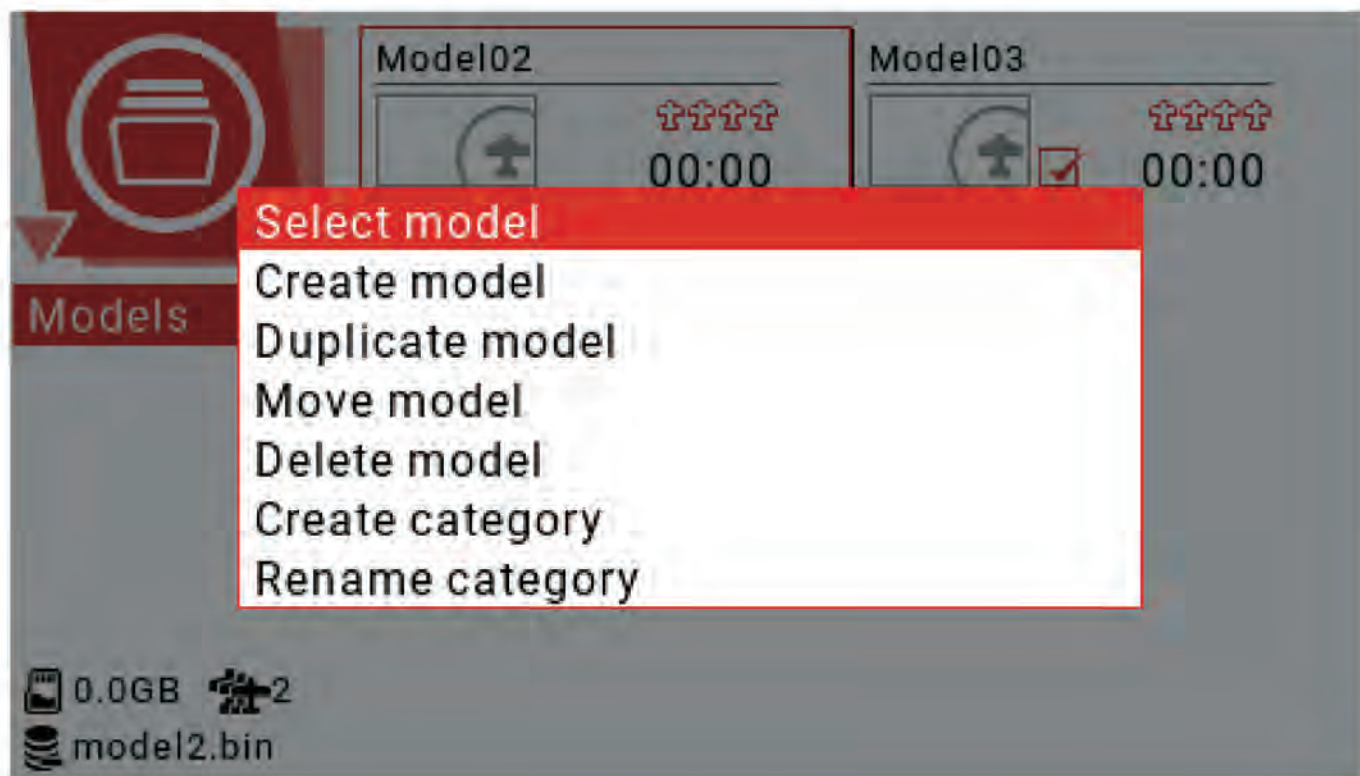 Model02
Model03
00:00
00:00
Models
Select model
Create model
Duplicate model
Move model
Delete model
Create category
Rename category
0.0GB 2
model2.bin